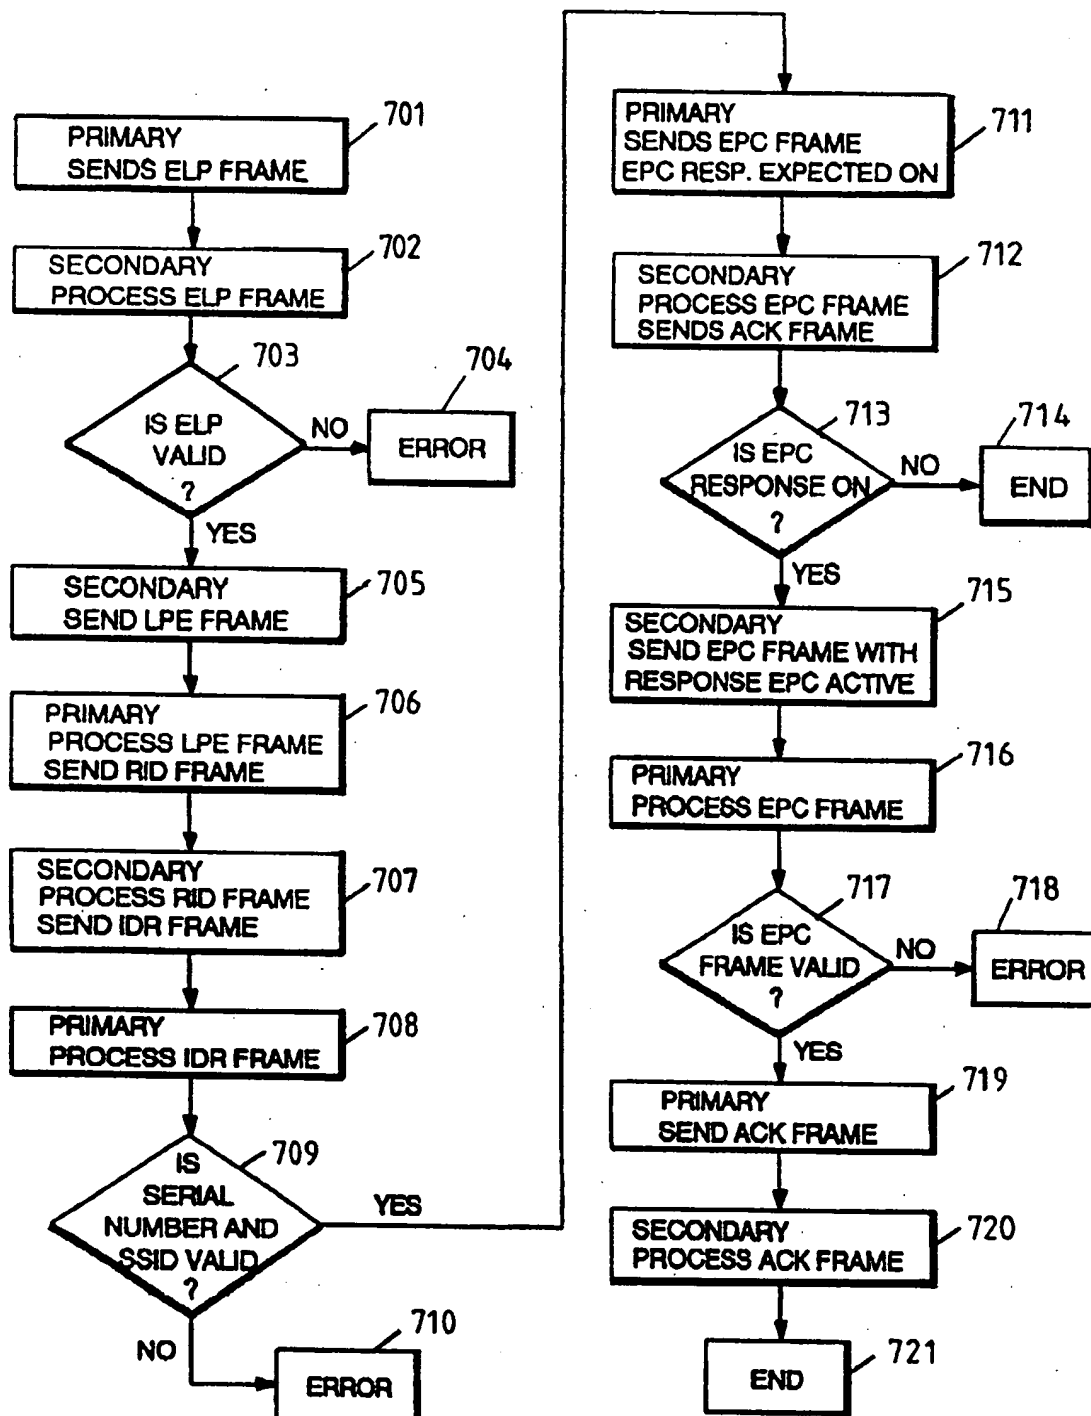 701
PRIMARY
SENDS ELP FRAME
702
SECONDARY
PROCESS ELP FRAME
703
IS ELP
VALID
?
NO
704
ERROR
YES
705
SECONDARY
SEND LPE FRAME
706
PRIMARY
PROCESS LPE FRAME
SEND RID FRAME
707
SECONDARY
PROCESS RID FRAME
SEND IDR FRAME
708
PRIMARY
PROCESS IDR FRAME
709
IS
SERIAL
NUMBER AND
SSID VALID
?
YES
NO
710
ERROR
711
PRIMARY
SENDS EPC FRAME
EPC RESP. EXPECTED ON
712
SECONDARY
PROCESS EPC FRAME
SENDS ACK FRAME
713
IS EPC
RESPONSE ON
?
NO
714
END
YES
715
SECONDARY
SEND EPC FRAME WITH
RESPONSE EPC ACTIVE
716
PRIMARY
PROCESS EPC FRAME
717
IS EPC
FRAME VALID
?
NO
718
ERROR
YES
719
PRIMARY
SEND ACK FRAME
720
SECONDARY
PROCESS ACK FRAME
721
END